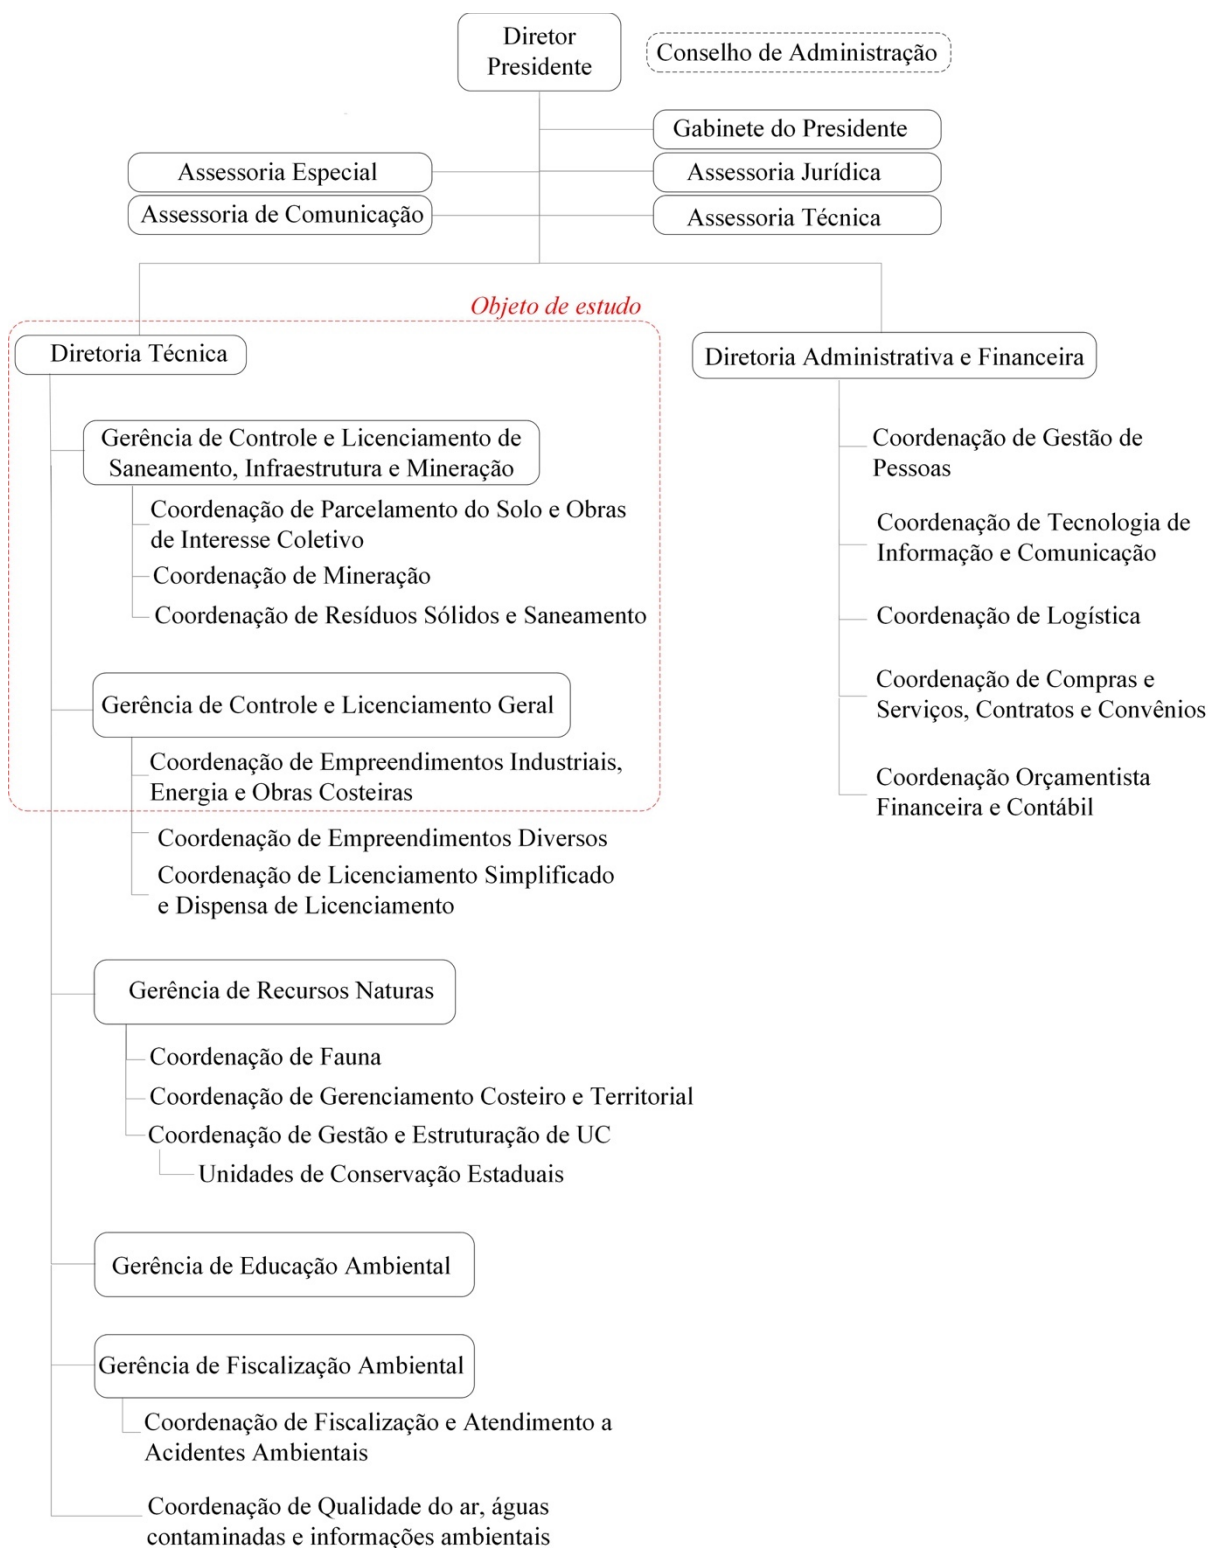 Diretor
Presidente
Conselho de Administração
Gabinete do Presidente
Assessoria Especial
Assessoria Jurídica
Assessoria de Comunicação
Assessoria Técnica
Objeto de estudo
Diretoria Técnica
Gerência de Controle e Licenciamento de
Saneamento, Infraestrutura e Mineração
Coordenação de Parcelamento do Solo e Obras
de Interesse Coletivo
Coordenação de Mineração
Coordenação de Resíduos Sólidos e Saneamento
Gerência de Controle e Licenciamento Geral
Coordenação de Empreendimentos Industriais,
Energia e Obras Costeiras
Coordenação de Empreendimentos Diversos
Coordenação de Licenciamento Simplificado
e Dispensa de Licenciamento
Gerência de Recursos Naturas
Coordenação de Fauna
Coordenação de Gerenciamento Costeiro e Territorial
Coordenação de Gestão e Estruturação de UC
Unidades de Conservação Estaduais
Gerência de Educação Ambiental
Gerência de Fiscalização Ambiental
Coordenação de Fiscalização e Atendimento a
Acidentes Ambientais
Coordenação de Qualidade do ar, águas
contaminadas e informações ambientais
Diretoria Administrativa e Financeira
Coordenação de Gestão de
Pessoas
Coordenação de Tecnologia de
Informação e Comunicação
Coordenação de Logística
Coordenação de Compras e
Serviços, Contratos e Convênios
Coordenação Orçamentista
Financeira e Contábil